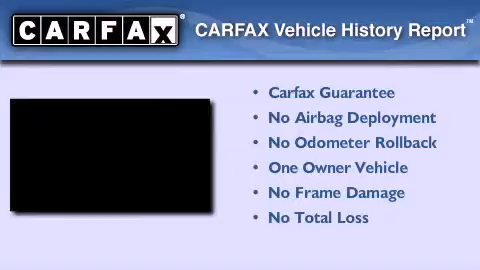 CARFAX® CARFAX Vehicle History Report™
• Carfax Guarantee
• No Airbag Deployment
• No Odometer Rollback
• One Owner Vehicle
• No Frame Damage
• No Total Loss